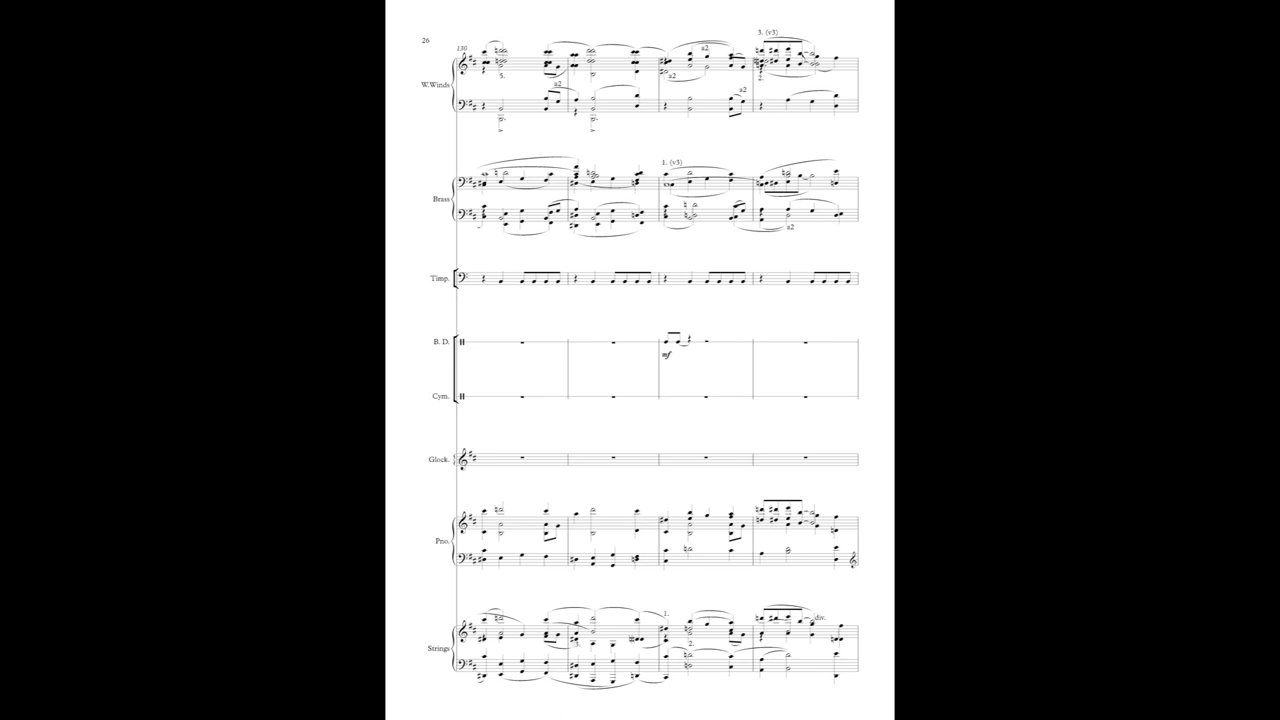 26
130
3. (v3)
a2
W.Winds
5.
a2
2.
a2
a2
1. (v3)
Brass
a2
Timp.
B. D.
mf
Cym.
Glock.
Pno.
1.
div.
Strings
3.
2.